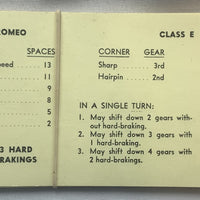 ROMEO
SPACES
eed . . . 13
. . . . . . 11
. . . . . . 9
. . . . . . 8
. . . . . . 5
. . . . . . 2
3 HARD
BRAKINGS
CLASS E
CORNER GEAR
Sharp . . . . 3rd
Hairpin . . . . 2nd
IN A SINGLE TURN:
1. May shift down 2 gears with-
out hard-braking.
2. May shift down 3 gears with
1 hard-braking.
3. May shift down 4 gears with
2 hard-brakings.